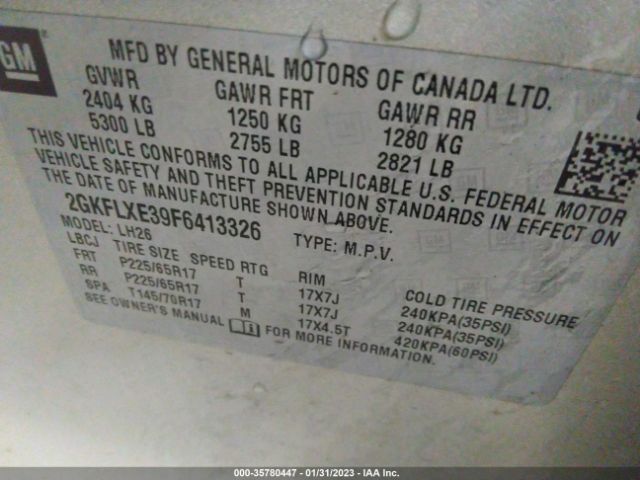 GM
MFD BY GENERAL MOTORS OF CANADA LTD.
GVWR GAWR FRT GAWR RR
2404 KG 1250 KG 1280 KG
5300 LB 2755 LB 2821 LB
THIS VEHICLE CONFORMS TO ALL APPLICABLE U.S. FEDERAL MOTOR
VEHICLE SAFETY AND THEFT PREVENTION STANDARDS IN EFFECT ON
THE DATE OF MANUFACTURE SHOWN ABOVE.
2GKFLXE39F6413326 TYPE: M.P.V.
MODEL: LH26
LBCJ TIRE SIZE SPEED RTG RIM COLD TIRE PRESSURE
FRT P225/65R17 T 17X7J 240KPA(35PSI)
RR P225/65R17 T 17X7J 240KPA(35PSI)
SPA T145/70R17 M 17X4.5T 420KPA(60PSI)
SEE OWNER'S MANUAL FOR MORE INFORMATION.
000-35780447 - 01/31/2023 - IAA Inc.